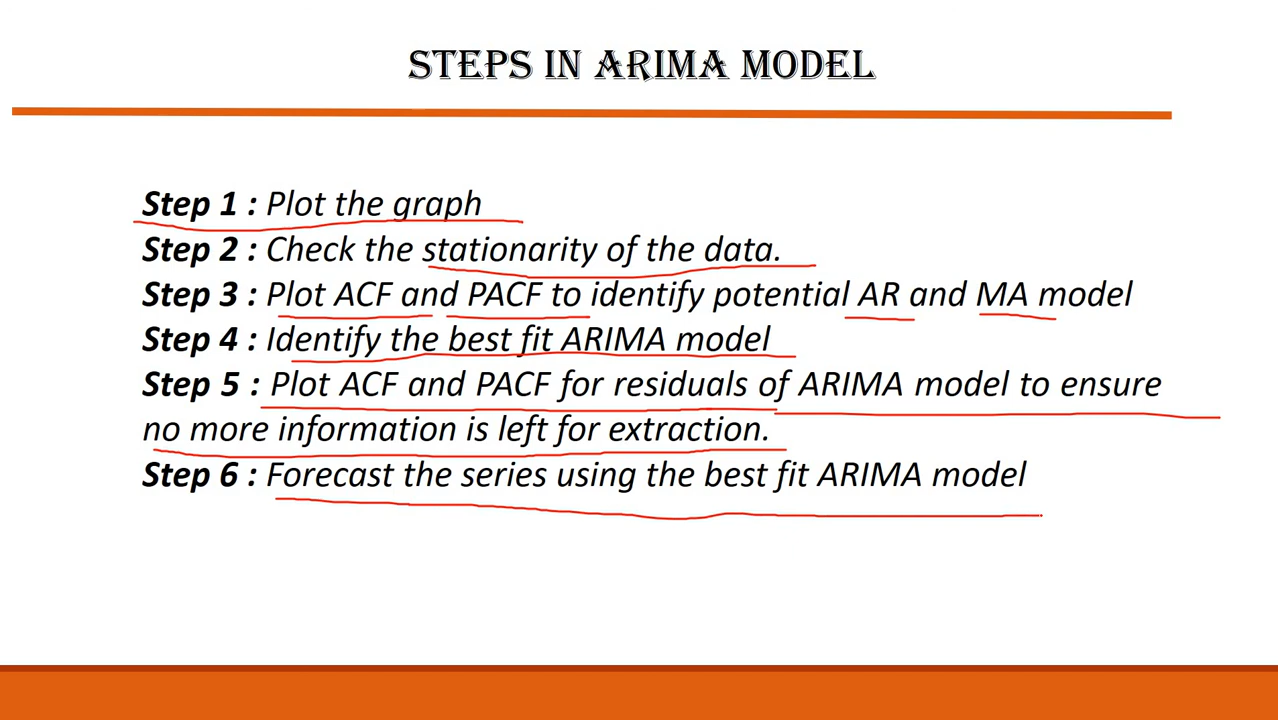 STEPS IN ARIMA MODEL
Step 1 : Plot the graph
Step 2 : Check the stationarity of the data.
Step 3 : Plot ACF and PACF to identify potential AR and MA model
Step 4 : Identify the best fit ARIMA model
Step 5 : Plot ACF and PACF for residuals of ARIMA model to ensure
no more information is left for extraction.
Step 6 : Forecast the series using the best fit ARIMA model